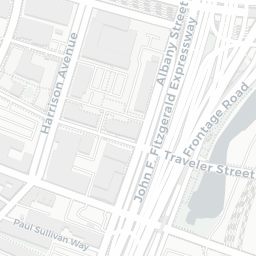 Albany Street
Harrison Avenue
John F. Fitzgerald Expressway
Frontage Road
Traveler Street
Paul Sullivan Way